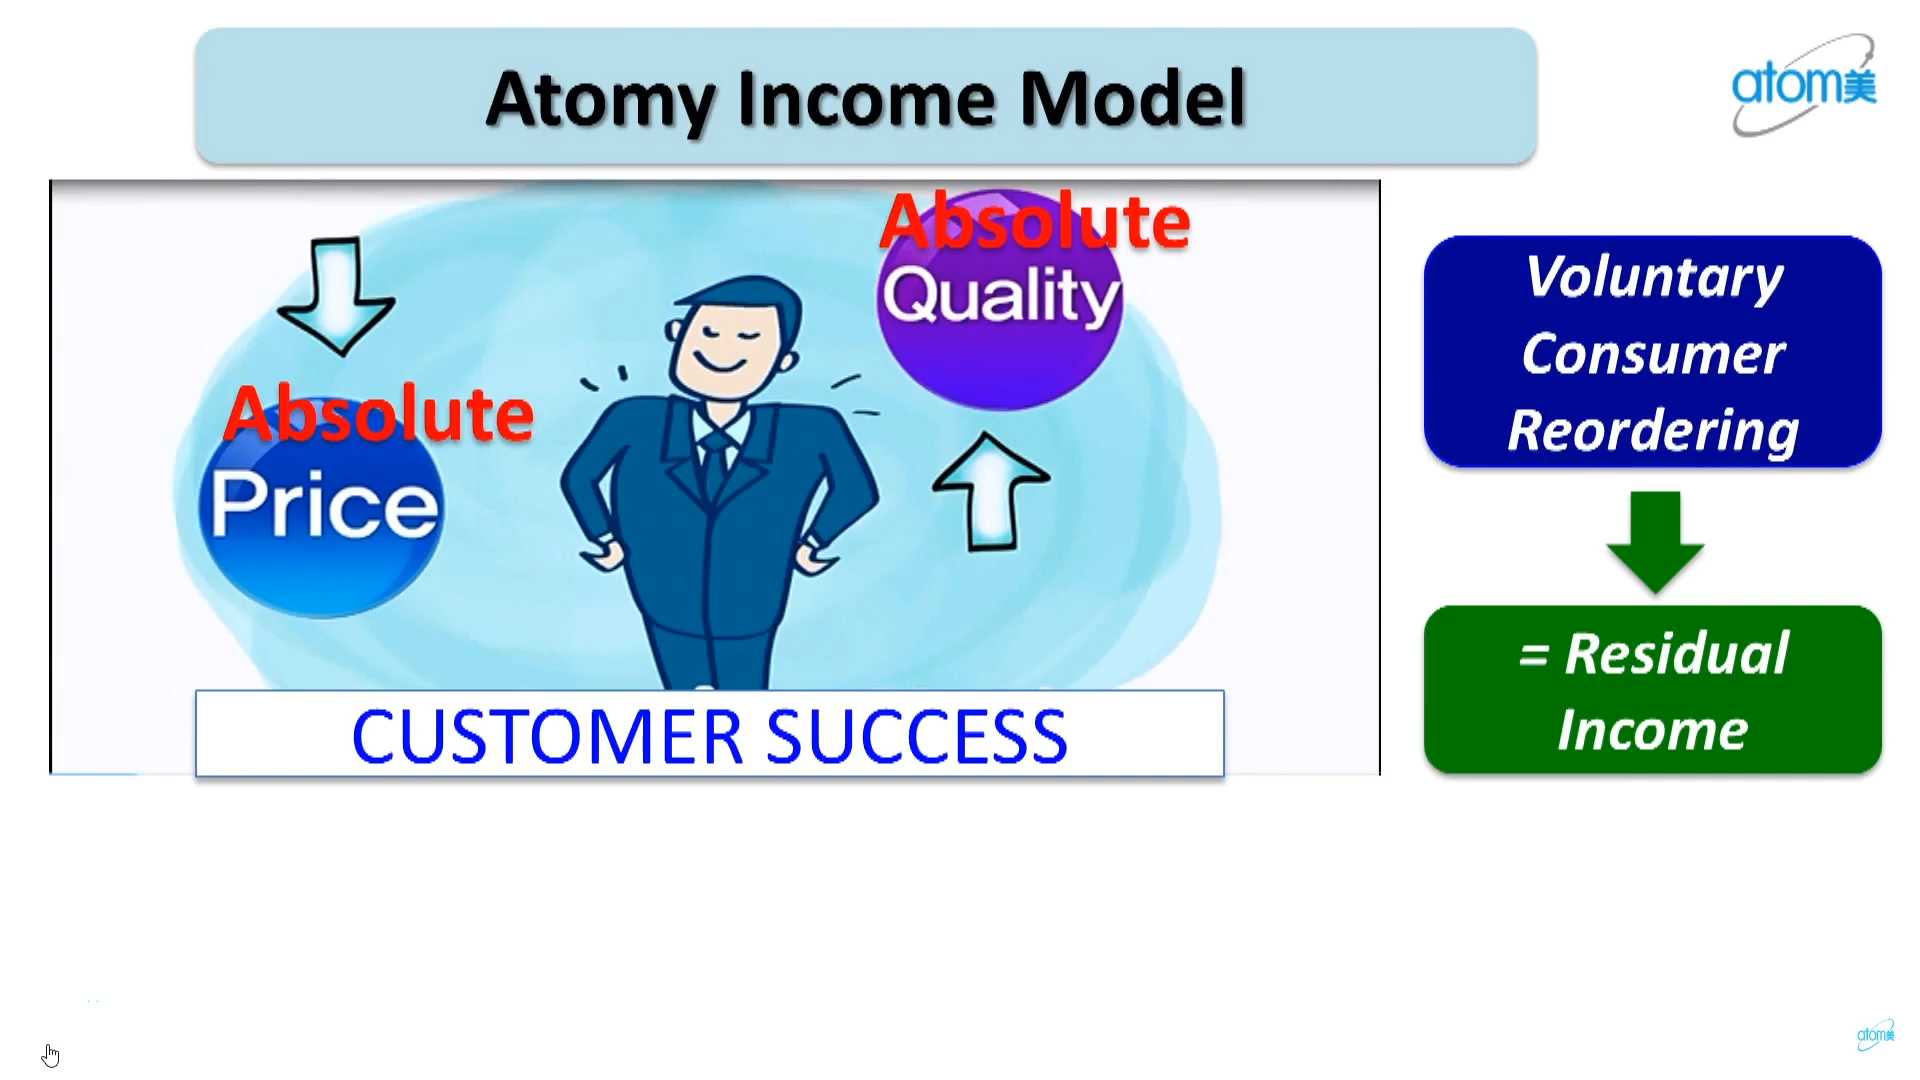 Atomy Income Model
atom美
Absolute
Quality
Absolute
Price
CUSTOMER SUCCESS
Voluntary
Consumer
Reordering
= Residual
Income
atom美